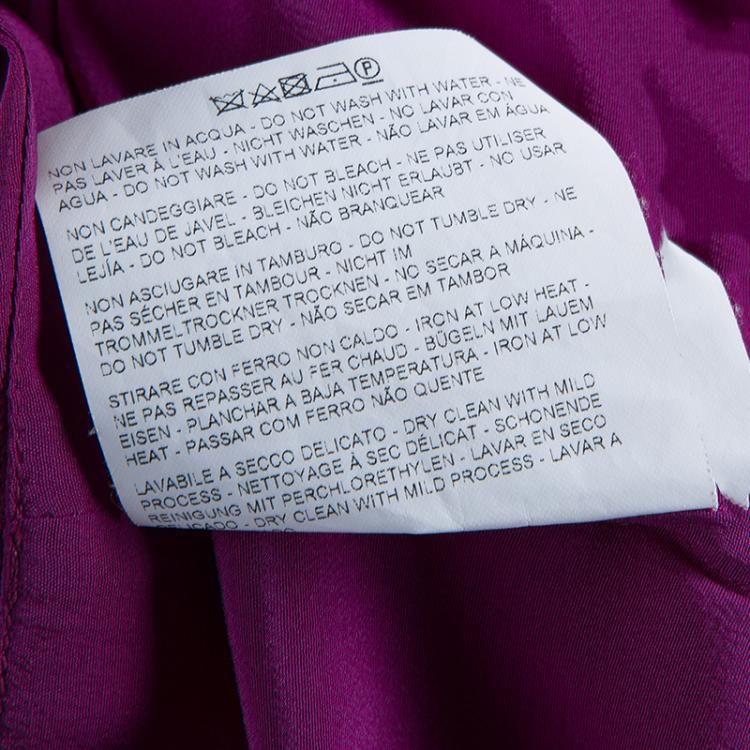 P
NON LAVARE IN ACQUA - DO NOT WASH WITH WATER - NE
PAS LAVER À L'EAU - NICHT WASCHEN - NO LAVAR CON
AGUA - DO NOT WASH WITH WATER - NÃO LAVAR EM ÁGUA
NON CANDEGGIARE - DO NOT BLEACH - NE PAS UTILISER
DE L'EAU DE JAVEL - BLEICHEN NICHT ERLAUBT - NO USAR
LEJÍA - DO NOT BLEACH - NÃO BRANQUEAR
NON ASCIUGARE IN TAMBURO - DO NOT TUMBLE DRY - NE
PAS SÉCHER EN TAMBOUR - NICHT IM
TROMMELTROCKNER TROCKNEN - NO SECAR A MÁQUINA -
DO NOT TUMBLE DRY - NÃO SECAR EM TAMBOR
STIRARE CON FERRO NON CALDO - IRON AT LOW HEAT -
NE PAS REPASSER AU FER CHAUD - BÜGELN MIT LAUEM
EISEN - PLANCHAR A BAJA TEMPERATURA - IRON AT LOW
HEAT - PASSAR COM FERRO NÃO QUENTE
LAVABILE A SECCO DELICATO - DRY CLEAN WITH MILD
PROCESS - NETTOYAGE À SEC DÉLICAT - SCHONENDE
REINIGUNG MIT PERCHLORETHYLEN - LAVAR EN SECO
DELICADO - DRY CLEAN WITH MILD PROCESS - LAVAR A